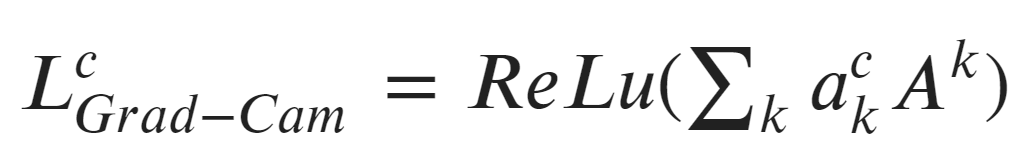 L^c_{Grad−Cam} = ReLu(∑_k a^c_k A^k)